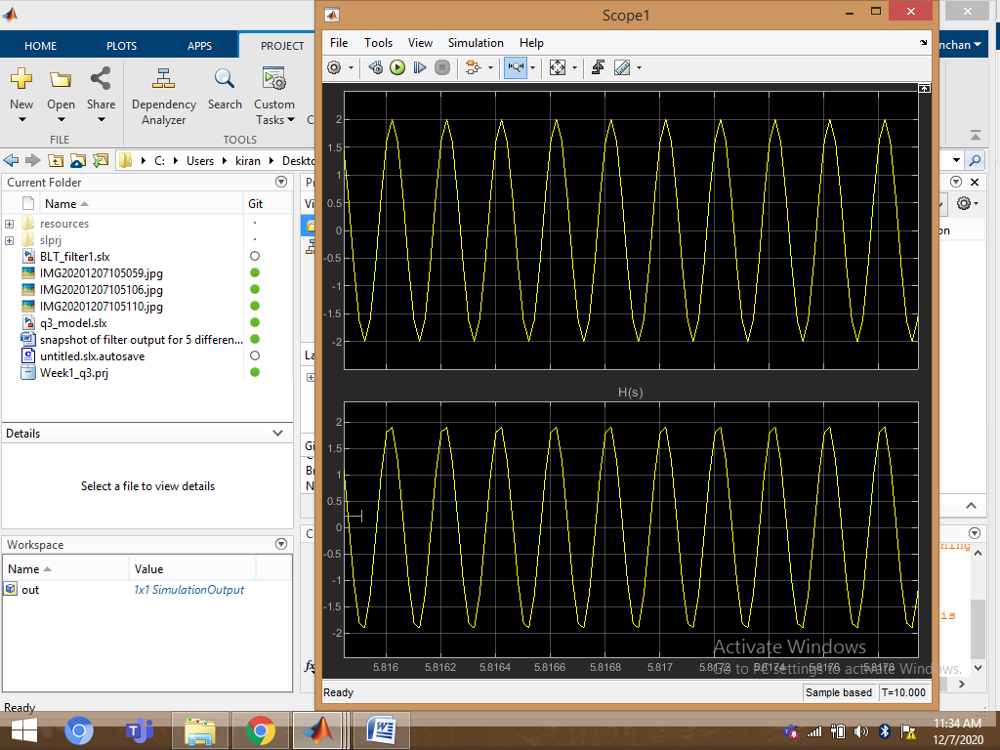 Scope1
HOME PLOTS APPS PROJECT
nchan
File Tools View Simulation Help
New Open Share Dependency Analyzer Search Custom Tasks
FILE TOOLS
C: Users kiran Deskto
Current Folder
Name Git
resources
slprj
BLT_filter1.slx
IMG20201207105059.jpg
IMG20201207105106.jpg
IMG20201207105110.jpg
q3_model.slx
snapshot of filter output for 5 differen...
untitled.slx.autosave
Week1_q3.prj
Details
Select a file to view details
Workspace
Name Value
out 1x1 SimulationOutput
Ready
2
1.5
1
0.5
0
-0.5
-1
-1.5
-2
H(s)
2
1.5
1
0.5
0
-0.5
-1
-1.5
-2
5.816 5.8162 5.8164 5.8166 5.8168 5.817 5.8172 5.8174 5.8176 5.8178
Activate Windows
Go to PC settings to activate Windows.
Ready Sample based T=10.000
ning
is
11:34 AM
12/7/2020